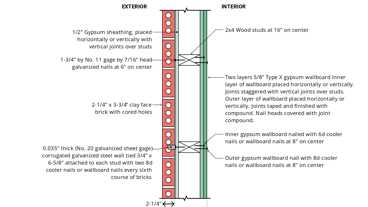 EXTERIOR
INTERIOR
1/2" Gypsum sheathing, placed
horizontally or vertically with
vertical joints over studs
1-3/4" by No. 11 gage by 7/16" head
galvanized nails at 6" on center
2-1/4" x 3-3/4" clay face
brick with cored holes
0.035" thick (No. 20 galvanized sheet gage)
corrugated galvanized steel wall ties 3/4" x
6-5/8" attached to each stud with two 8d
cooler nails or wallboard nails every sixth
course of bricks
2-1/4"
2x4 Wood studs at 16" on center
Two layers 5/8" Type X gypsum wallboard Inner
layer of wallboard placed horizontally or vertically.
Joints staggered with vertical joints over studs.
Outer layer of wallboard placed horizontally or
vertically, joints taped and finished with
compound. Nail heads covered with joint
compound.
Inner gypsum wallboard nailed with 6d cooler
nails or wallboard nails at 8" on center
Outer gypsum wallboard nail with 8d cooler
nails or wallboard nails at 8" on center